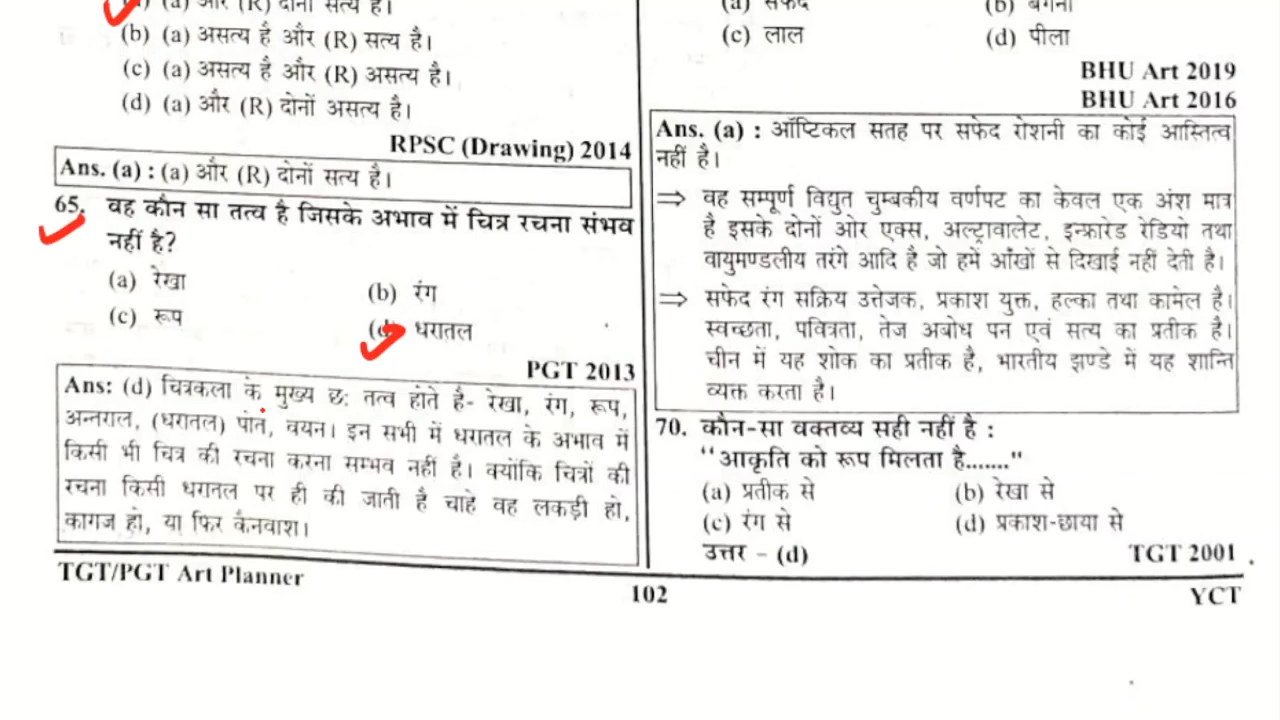 (a) और (R) दोनों सत्य है।
(b) (a) असत्य है और (R) सत्य है।
(c) (a) असत्य है और (R) असत्य है।
(d) (a) और (R) दोनों असत्य है।
RPSC (Drawing) 2014
Ans. (a) : (a) और (R) दोनों सत्य है।
65. वह कौन सा तत्व है जिसके अभाव में चित्र रचना संभव
नहीं है?
(a) रेखा
(b) रंग
(c) रूप
(d) धरातल
PGT 2013
Ans: (d) चित्रकला के मुख्य छः तत्व होते है- रेखा, रंग, रूप,
अन्तराल, (धरातल) पोत, वयन। इन सभी में धरातल के अभाव में
किसी भी चित्र की रचना करना सम्भव नहीं है। क्योंकि चित्रों की
रचना किसी धरातल पर ही की जाती है चाहे वह लकड़ी हो,
कागज हो, या फिर कैनवाश।
(a) सफेद
(b) बैगनी
(c) लाल
(d) पीला
BHU Art 2019
BHU Art 2016
Ans. (a) : ऑप्टिकल सतह पर सफेद रोशनी का कोई आस्तित्व
नहीं है।
⇒ वह सम्पूर्ण विद्युत चुम्बकीय वर्णपट का केवल एक अंश मात्र
है इसके दोनों ओर एक्स, अल्ट्रावालेट, इन्फ्रारेड रेडियो तथा
वायुमण्डलीय तरंगे आदि है जो हमें आँखों से दिखाई नहीं देती है।
⇒ सफेद रंग सक्रिय उत्तेजक, प्रकाश युक्त, हल्का तथा कामेल है।
स्वच्छता, पवित्रता, तेज अबोध पन एवं सत्य का प्रतीक है।
चीन में यह शोक का प्रतीक है, भारतीय झण्डे में यह शान्ति
व्यक्त करता है।
70. कौन-सा वक्तव्य सही नहीं है :
‘‘आकृति को रूप मिलता है.......’’
(a) प्रतीक से
(b) रेखा से
(c) रंग से
(d) प्रकाश-छाया से
उत्तर – (d)
TGT 2001
TGT/PGT Art Planner
102
YCT